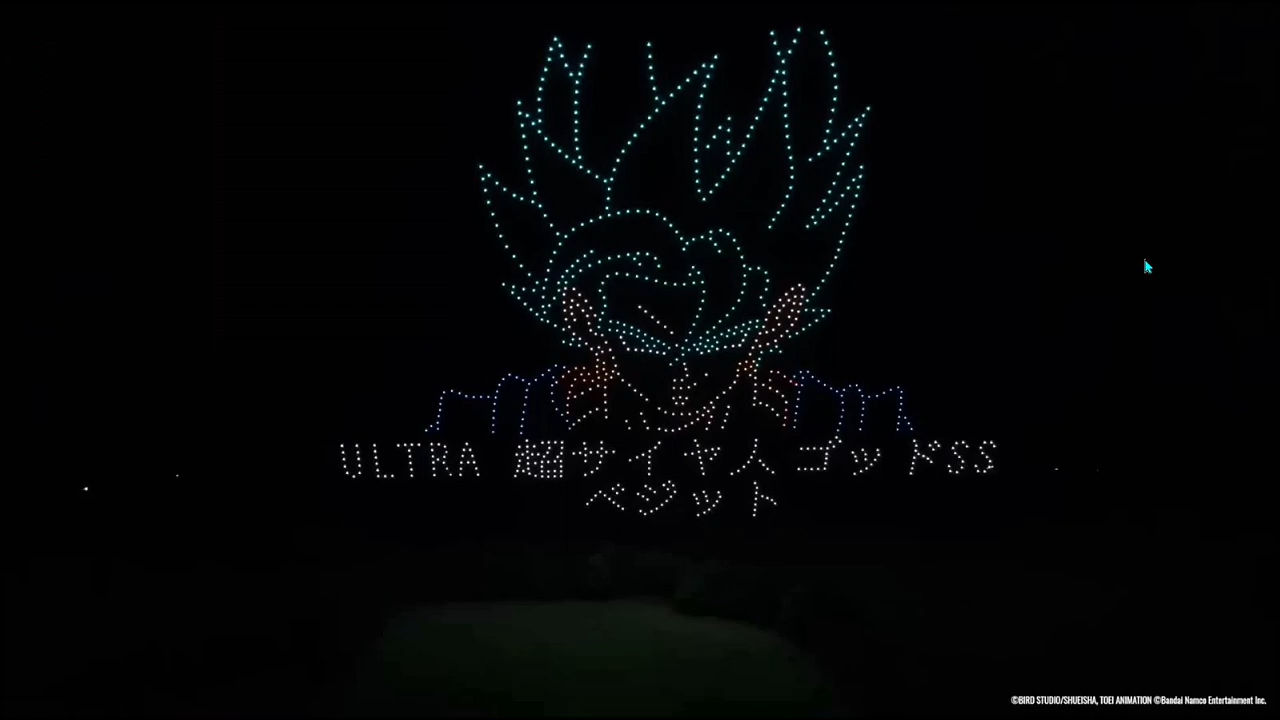 ULTRA 超サイヤ人ゴッドSS
ベジット
©BIRD STUDIO/SHUEISHA, TOEI ANIMATION ©Bandai Namco Entertainment Inc.